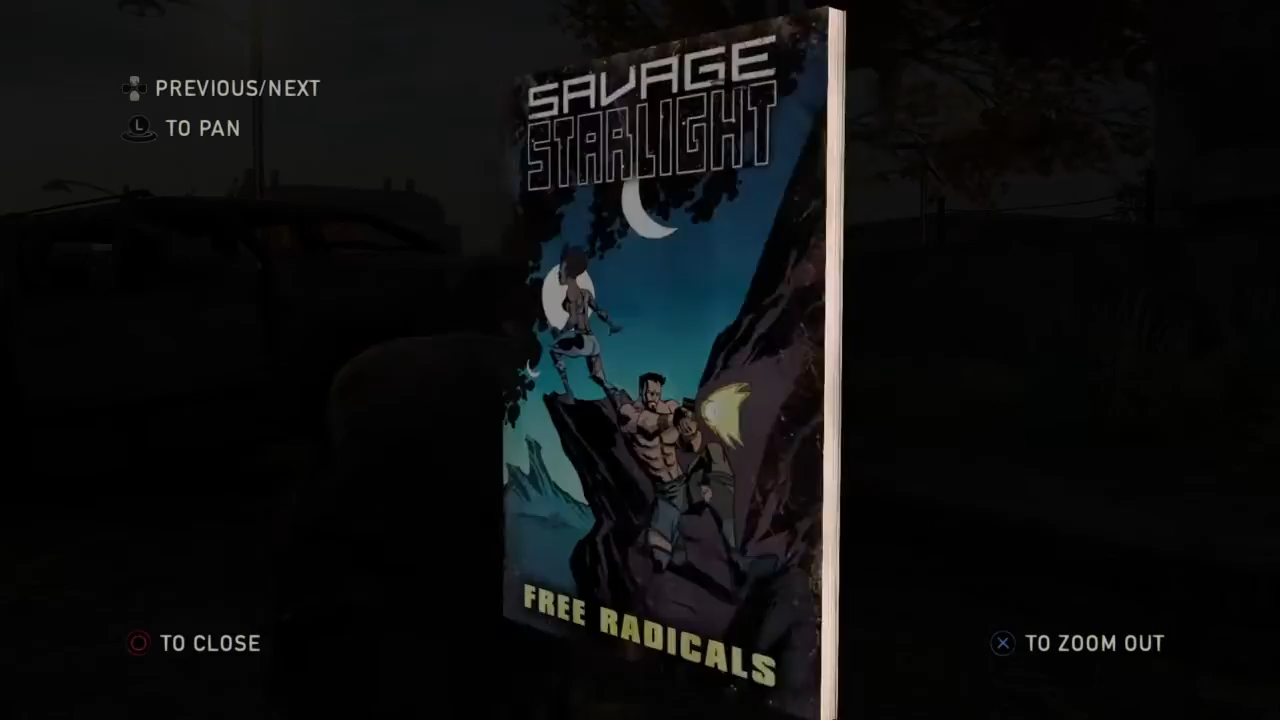 PREVIOUS/NEXT
L TO PAN
SAVAGE
STARLIGHT
FREE RADICALS
TO CLOSE
TO ZOOM OUT